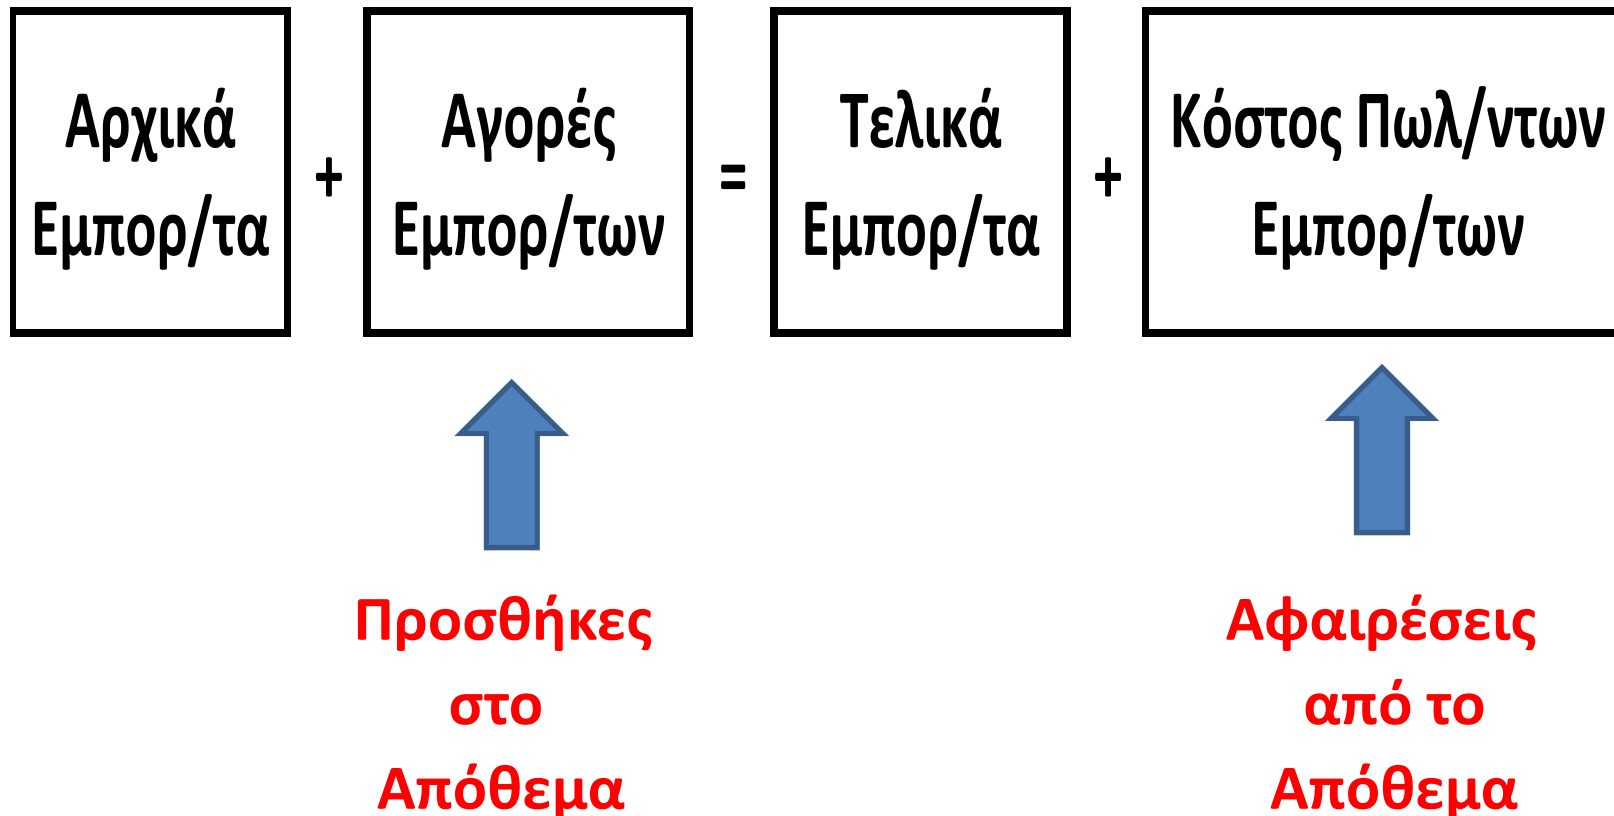 Αρχικά
Εμπορ/τα
+
Αγορές
Εμπορ/των
=
Τελικά
Εμπορ/τα
+
Κόστος Πωλ/ντων
Εμπορ/των
Προσθήκες
στο
Απόθεμα
Αφαιρέσεις
από το
Απόθεμα